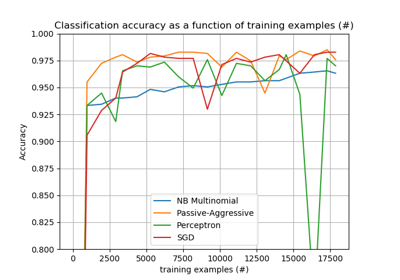 Classification accuracy as a function of training examples (#)
1.000
0.975
0.950
0.925
0.900
0.875
0.850
0.825
0.800
Accuracy
NB Multinomial
Passive-Aggressive
Perceptron
SGD
0 2500 5000 7500 10000 12500 15000 17500
training examples (#)